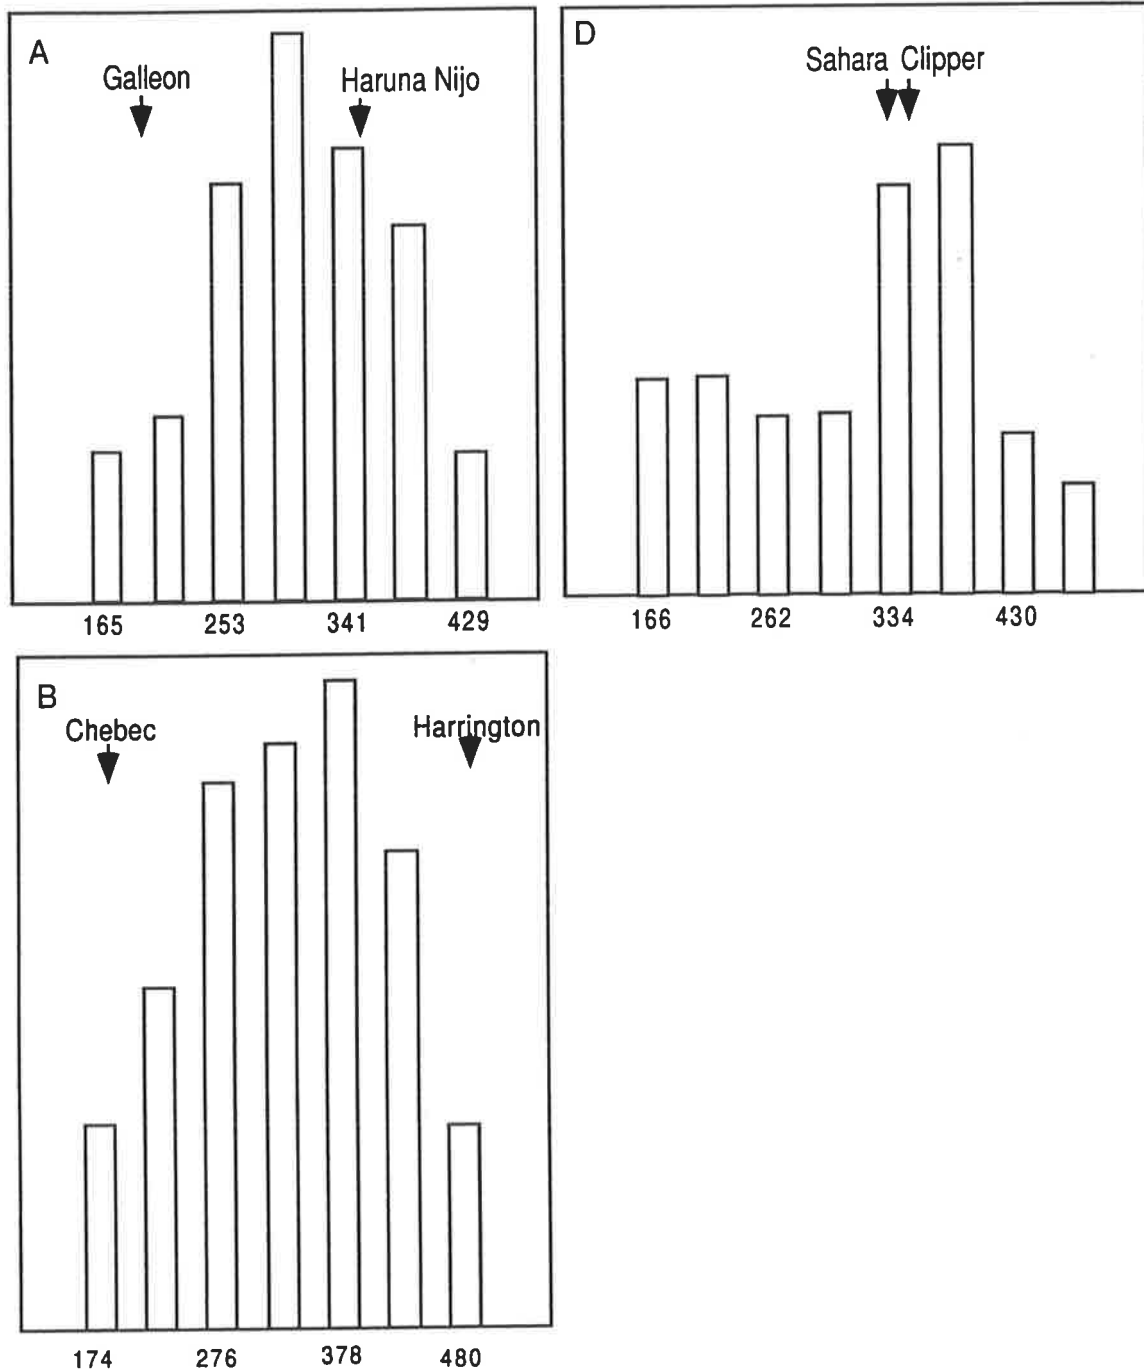 A
Galleon
Haruna Nijo
165 253 341 429
D
Sahara Clipper
166 262 334 430
B
Chebec
Harrington
174 276 378 480